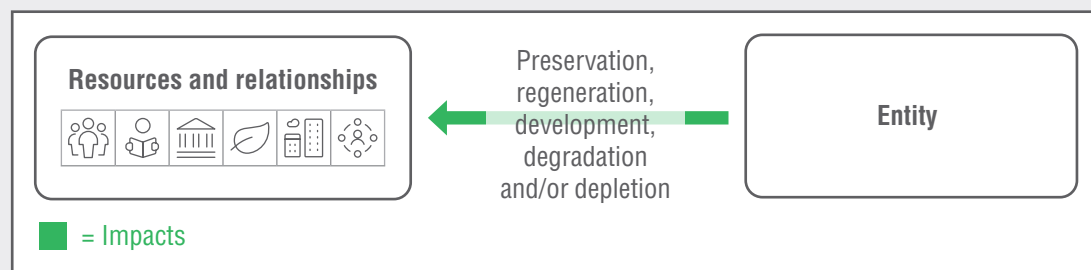 Resources and relationships
Preservation,
regeneration,
development,
degradation
and/or depletion
Entity
= Impacts